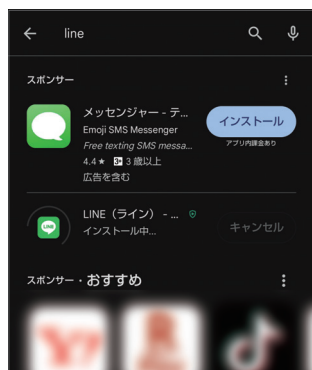 line
スポンサー
メッセンジャー - テ...
Emoji SMS Messenger
Free texting SMS messa...
4.4★ 3+ 3 歳以上
広告を含む
インストール
アプリ内課金あり
LINE（ライン） - ...
インストール中...
LINE
キャンセル
スポンサー・おすすめ